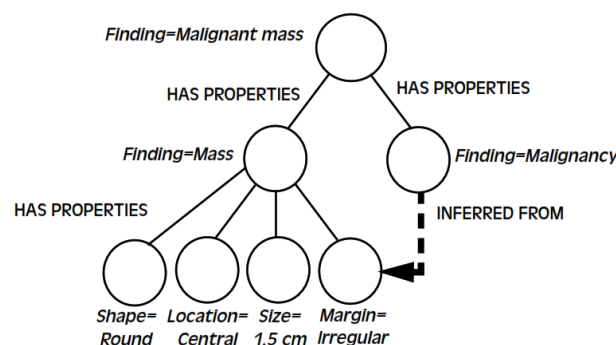 Finding=Malignant mass
HAS PROPERTIES
HAS PROPERTIES
Finding=Mass
Finding=Malignancy
HAS PROPERTIES
INFERRED FROM
Shape= Location= Size= Margin=
Round Central 1.5 cm Irregular